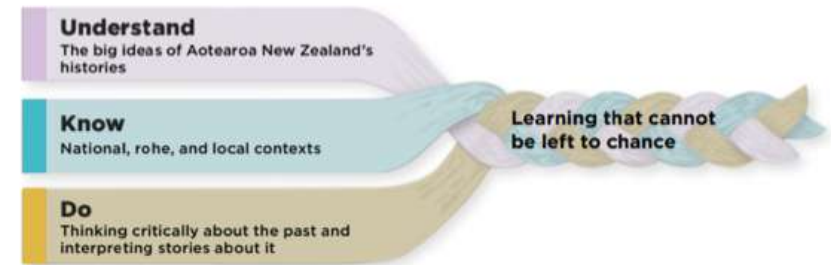 Understand
The big ideas of Aotearoa New Zealand's
histories
Know
National, rohe, and local contexts
Do
Thinking critically about the past and
interpreting stories about it
Learning that cannot
be left to chance